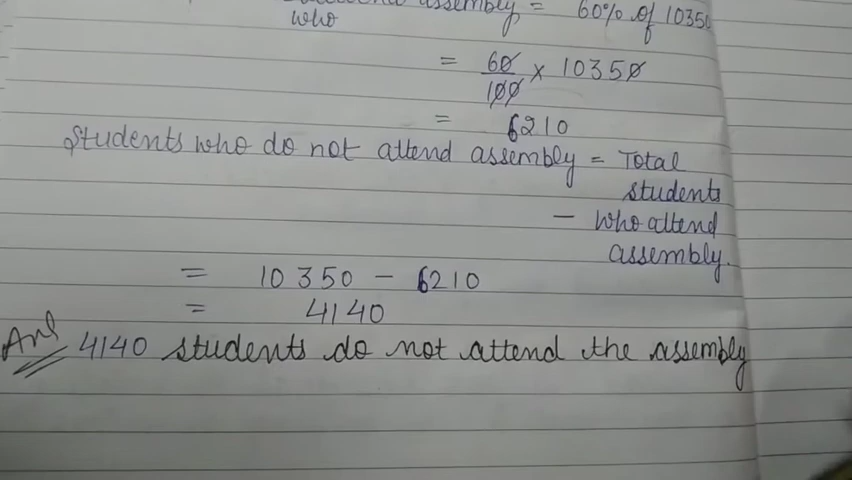 assembly = 60% of 10350
who
= 60/100 × 10350
= 6210
Students who do not attend assembly = Total
students
- who attend
assembly.
= 10350 - 6210
= 4140
Ans 4140 students do not attend the assembly